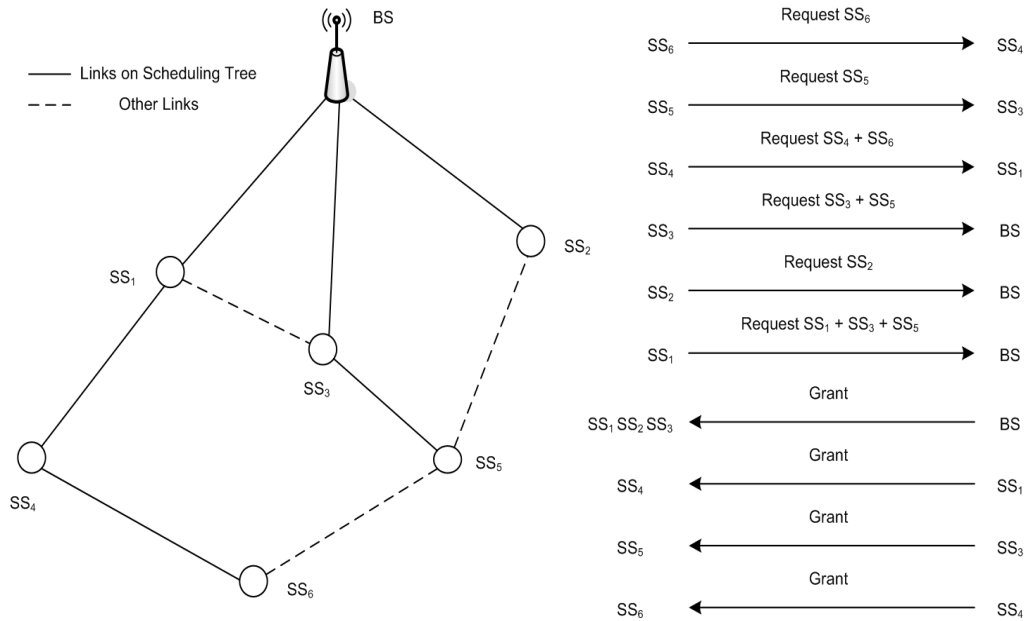 BS
Links on Scheduling Tree
Other Links
SS₂
SS₁
SS₃
SS₅
SS₄
SS₆
Request SS₆
SS₆ SS₄
Request SS₅
SS₅ SS₃
Request SS₄ + SS₆
SS₄ SS₁
Request SS₃ + SS₅
SS₃ BS
Request SS₂
SS₂ BS
Request SS₁ + SS₃ + SS₅
SS₁ BS
Grant
SS₁ SS₂ SS₃ BS
Grant
SS₄ SS₁
Grant
SS₅ SS₃
Grant
SS₆ SS₄